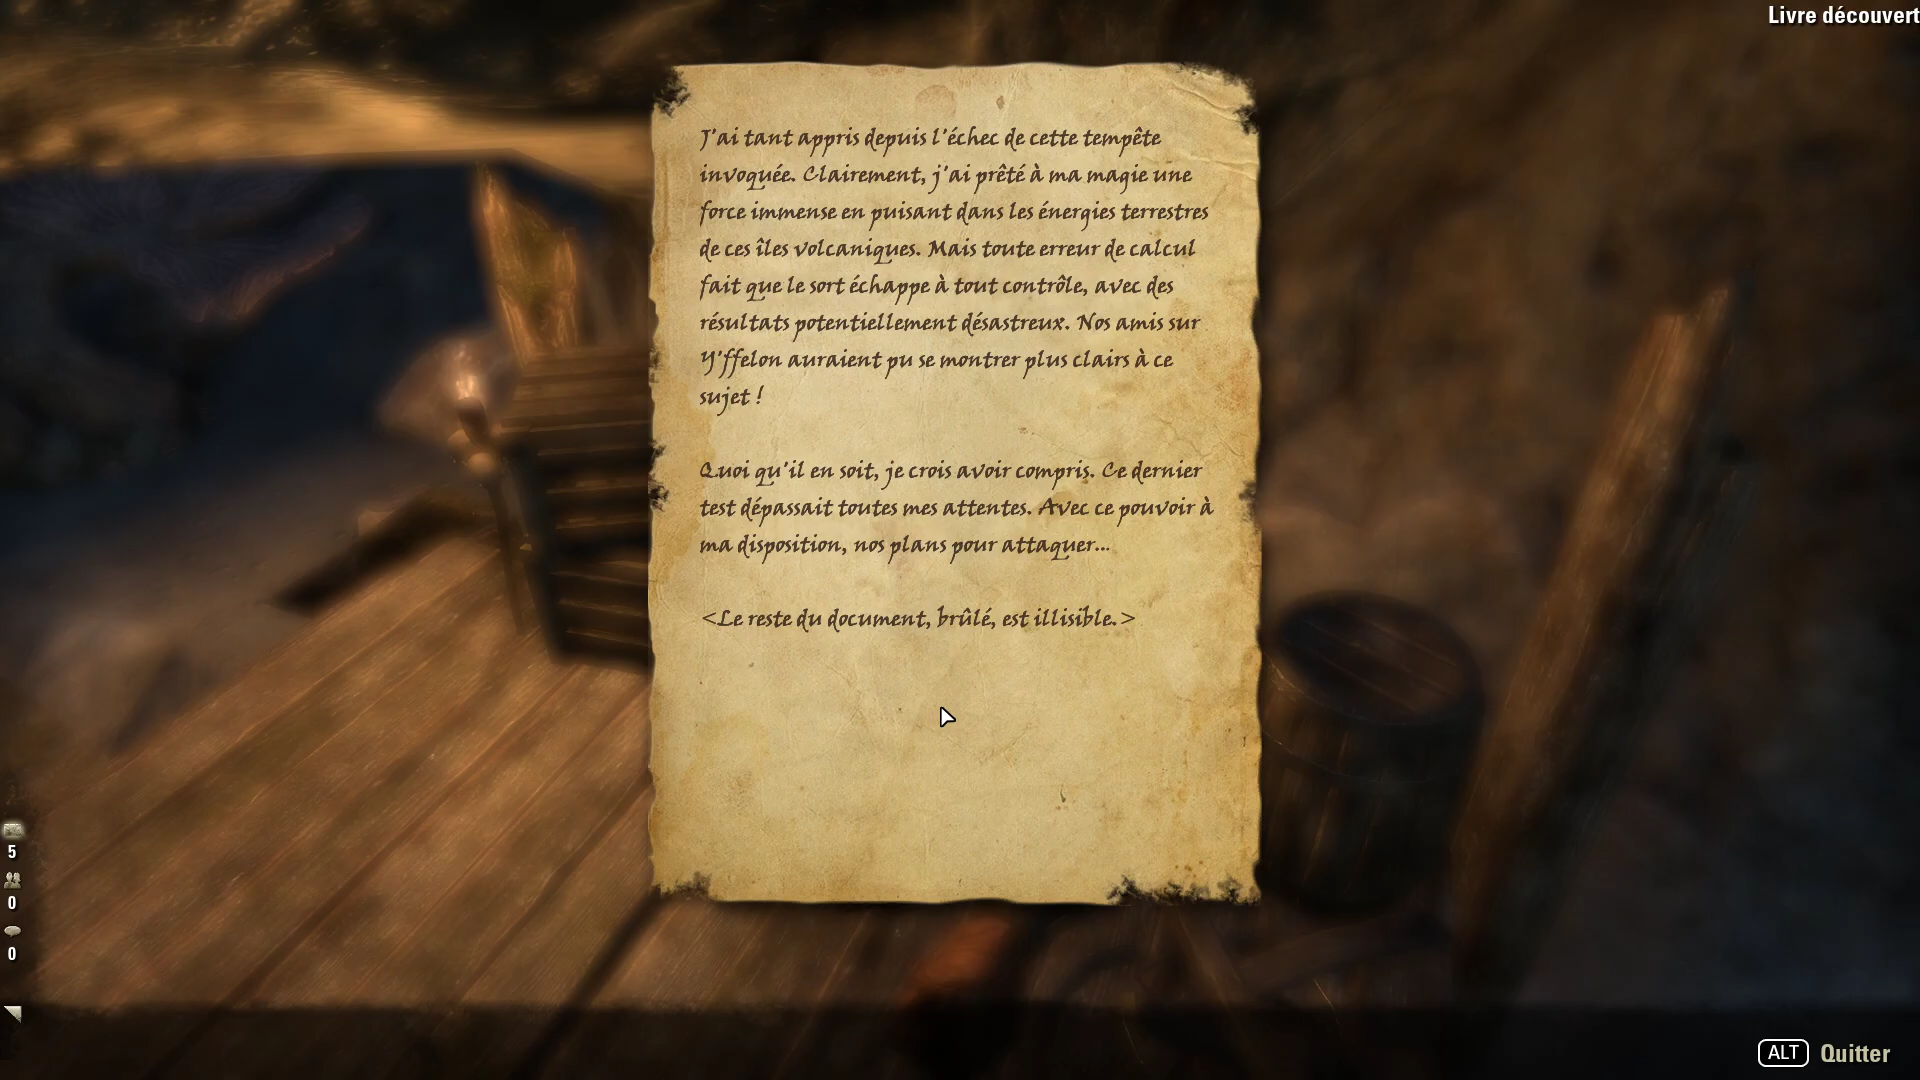 Livre découvert
J'ai tant appris depuis l'échec de cette tempête
invoquée. Clairement, j'ai prêté à ma magie une
force immense en puisant dans les énergies terrestres
de ces îles volcaniques. Mais toute erreur de calcul
fait que le sort échappe à tout contrôle, avec des
résultats potentiellement désastreux. Nos amis sur
Y'ffelon auraient pu se montrer plus clairs à ce
sujet !
Quoi qu'il en soit, je crois avoir compris. Ce dernier
test dépassait toutes mes attentes. Avec ce pouvoir à
ma disposition, nos plans pour attaquer...
<Le reste du document, brûlé, est illisible.>
5
0
0
ALT Quitter